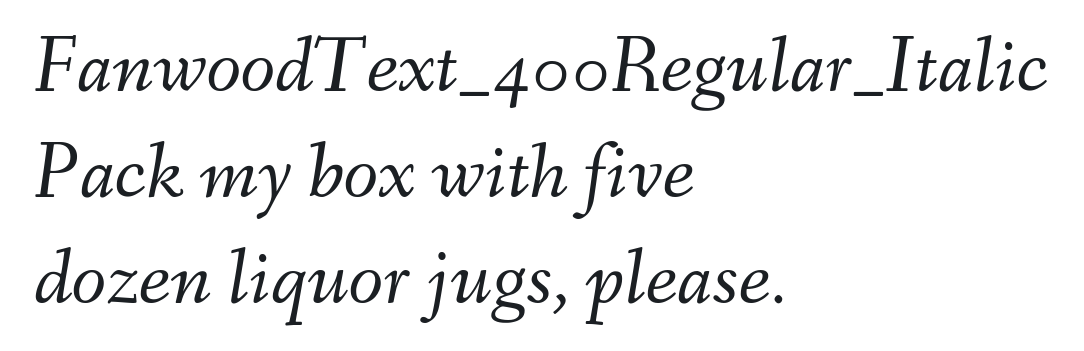 FanwoodText_400Regular_Italic
Pack my box with five
dozen liquor jugs, please.